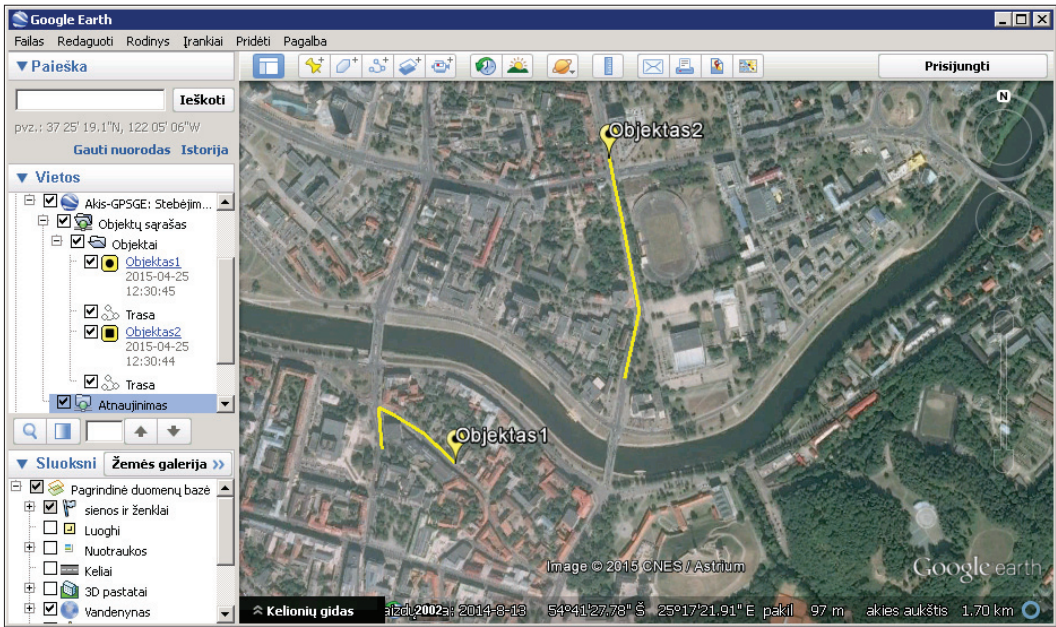 Google Earth
Failas Redaguoti Rodinys Įrankiai Pridėti Pagalba
▼ Paieška
Prisijungti
Ieškoti
pvz.: 37 25' 19.1"N, 122 05' 06"W
Gauti nuorodas Istorija
▼ Vietos
Akis-GPSGE: Stebėjim...
Objektų sąrašas
Objektai
Objektas1
2015-04-25
12:30:45
Trasa
Objektas2
2015-04-25
12:30:44
Trasa
Atnaujinimas
▼ Sluoksni Žemės galerija >>
Pagrindinė duomenų bazė
sienos ir ženklai
Luoghi
Nuotraukos
Keliai
3D pastatai
Vandenynas
N
Objektas2
Objektas1
Image © 2015 CNES / Astrium
Google earth
Kelionių gidas
2002 2014-8-13 54°41'27.78" Š 25°17'21.91" E pakil 97 m akies aukštis 1.70 km